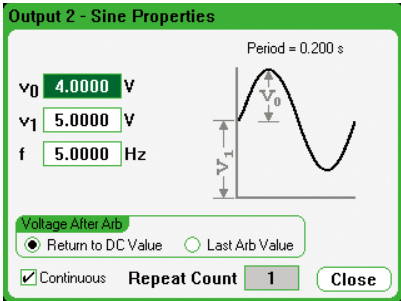 Output 2 - Sine Properties
Period = 0.200 s
V0 4.0000 V
V1 5.0000 V
f 5.0000 Hz
V0
V1
Voltage After Arb
Return to DC Value Last Arb Value
Continuous Repeat Count 1 Close